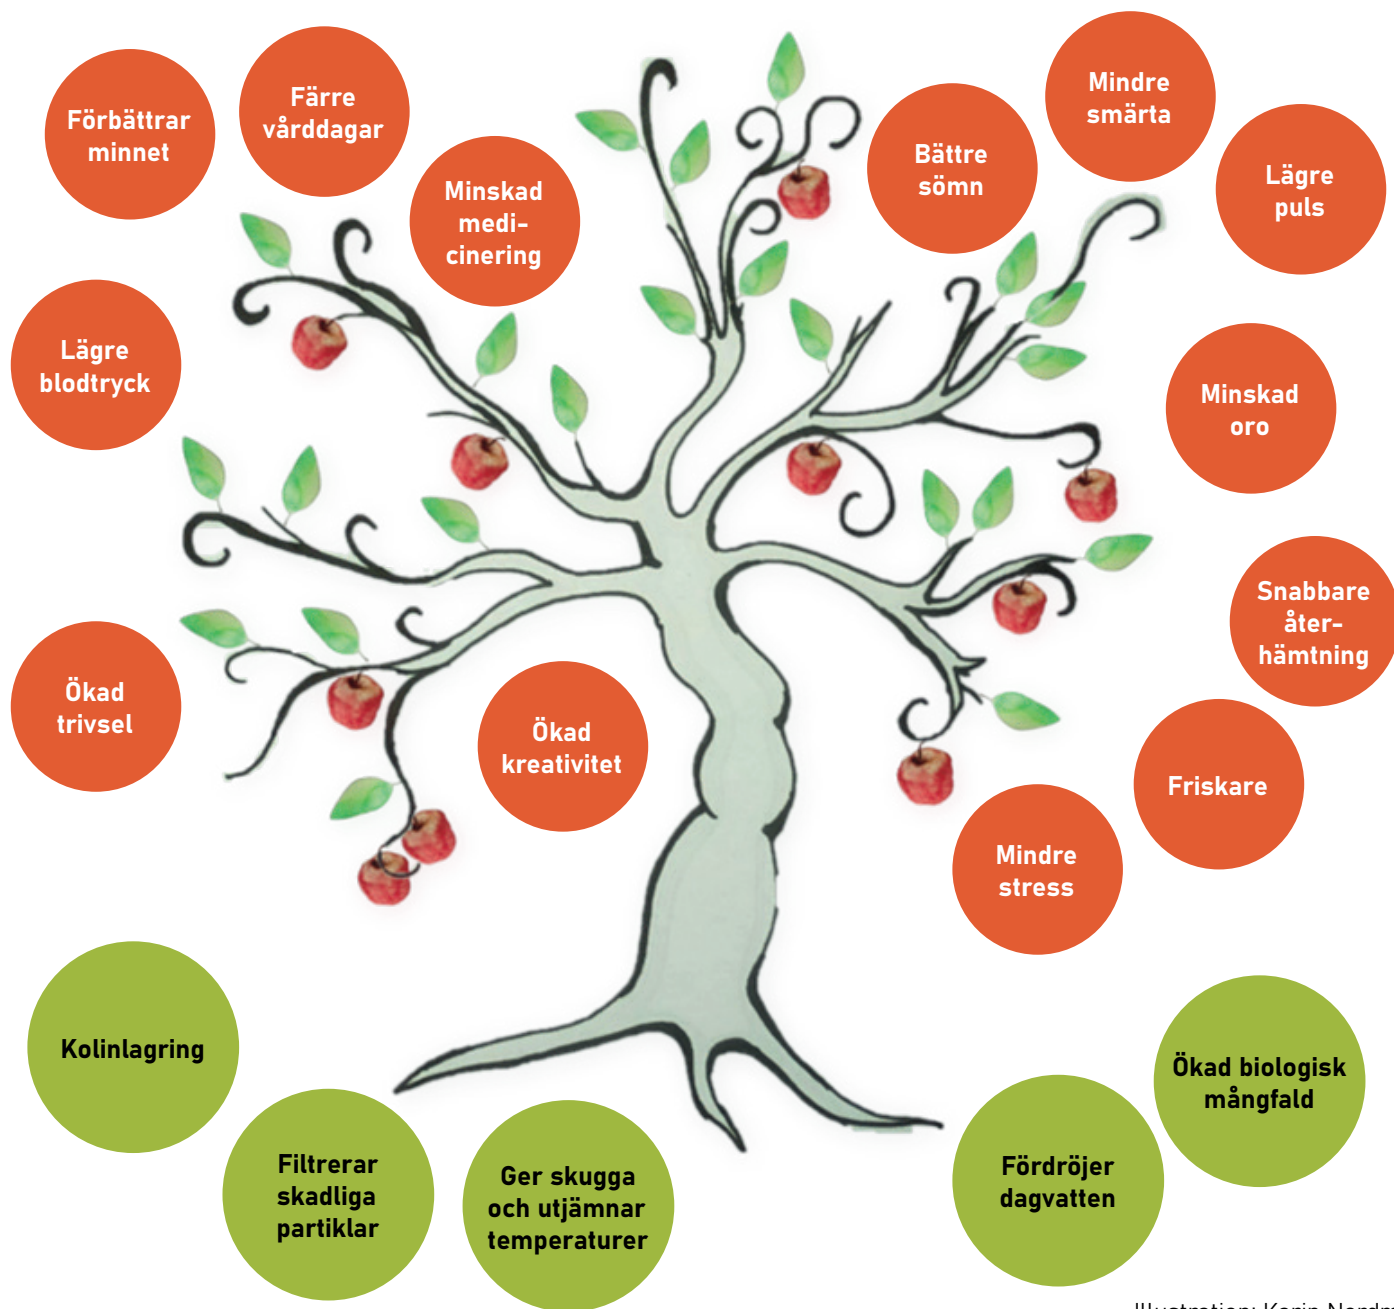 Förbättrar
minnet
Färre
vårddagar
Minskad
medi-
cinering
Bättre
sömn
Mindre
smärta
Lägre
puls
Lägre
blodtryck
Minskad
oro
Snabbare
åter-
hämtning
Ökad
trivsel
Ökad
kreativitet
Friskare
Mindre
stress
Kolinlagring
Filtrerar
skadliga
partiklar
Ger skugga
och utjämnar
temperaturer
Fördröjer
dagvatten
Ökad biologisk
mångfald
Illustration: Karin